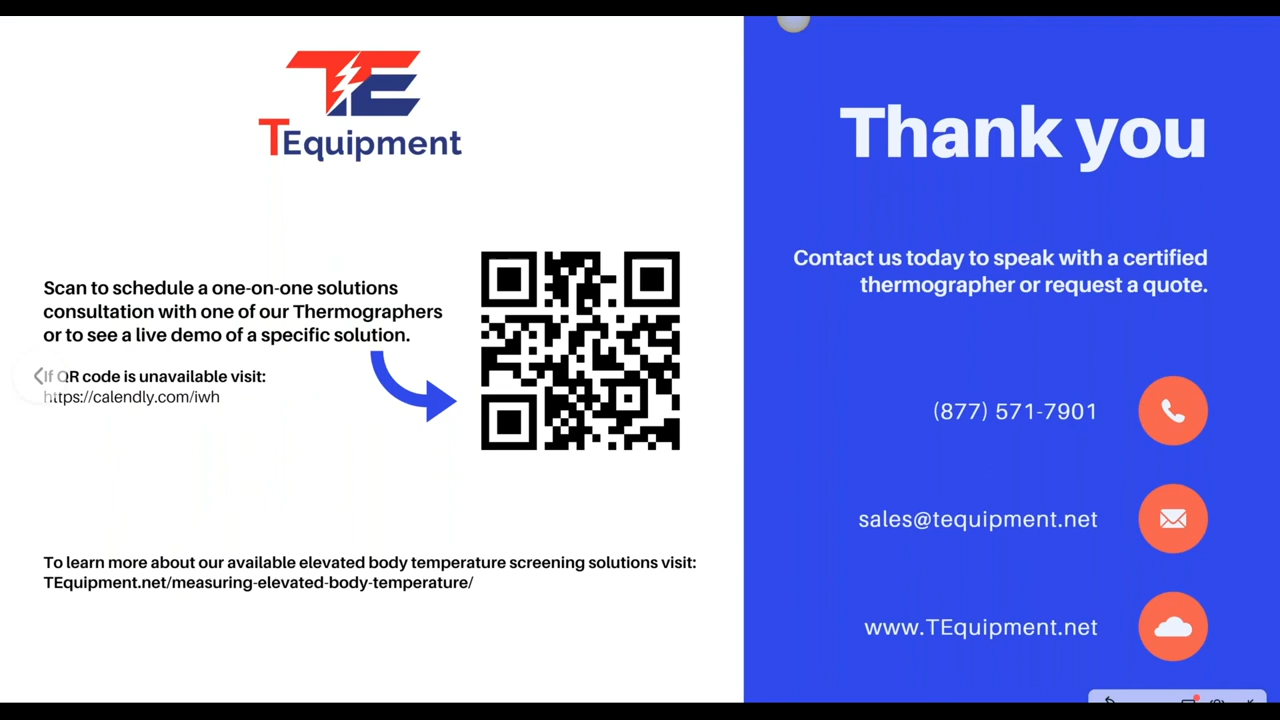 TE
TEquipment
Scan to schedule a one-on-one solutions
consultation with one of our Thermographers
or to see a live demo of a specific solution.
If QR code is unavailable visit:
https://calendly.com/iwh
To learn more about our available elevated body temperature screening solutions visit:
TEquipment.net/measuring-elevated-body-temperature/
Thank you
Contact us today to speak with a certified
thermographer or request a quote.
(877) 571-7901
sales@tequipment.net
www.TEquipment.net